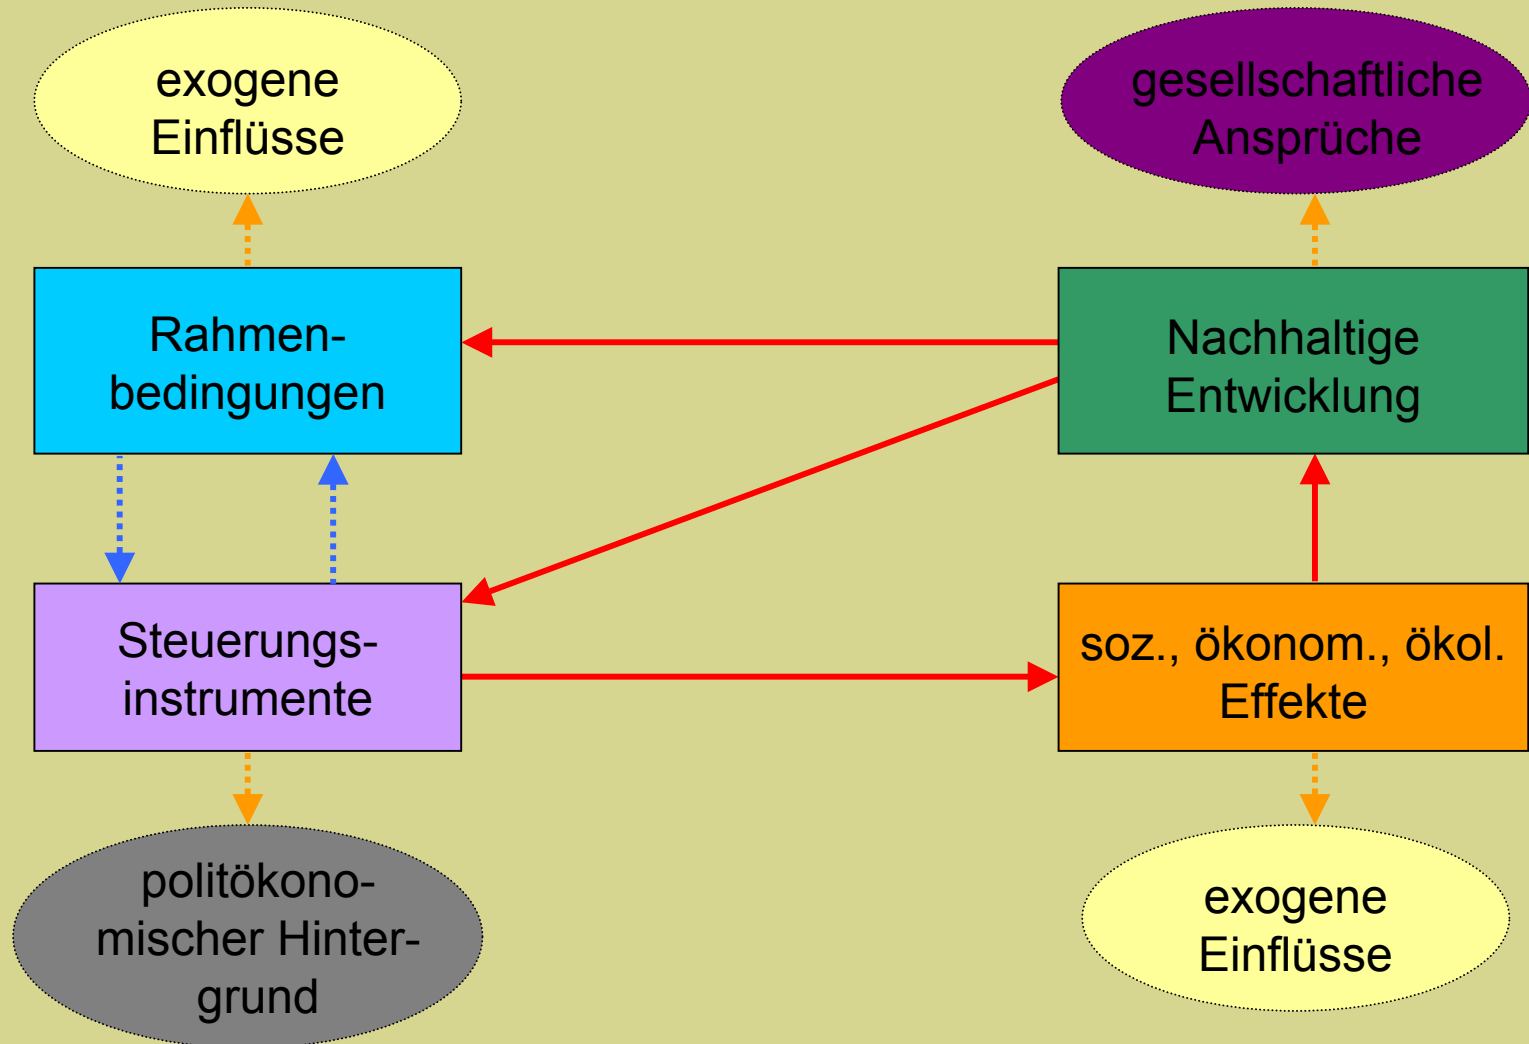 exogene
Einflüsse
gesellschaftliche
Ansprüche
Rahmen-
bedingungen
Nachhaltige
Entwicklung
Steuerungs-
instrumente
soz., ökonom., ökol.
Effekte
politökono-
mischer Hinter-
grund
exogene
Einflüsse